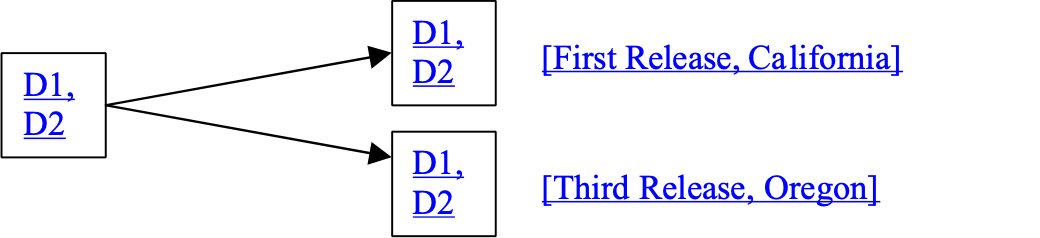 D1,
D2
D1,
D2
[First Release, California]
D1,
D2
[Third Release, Oregon]